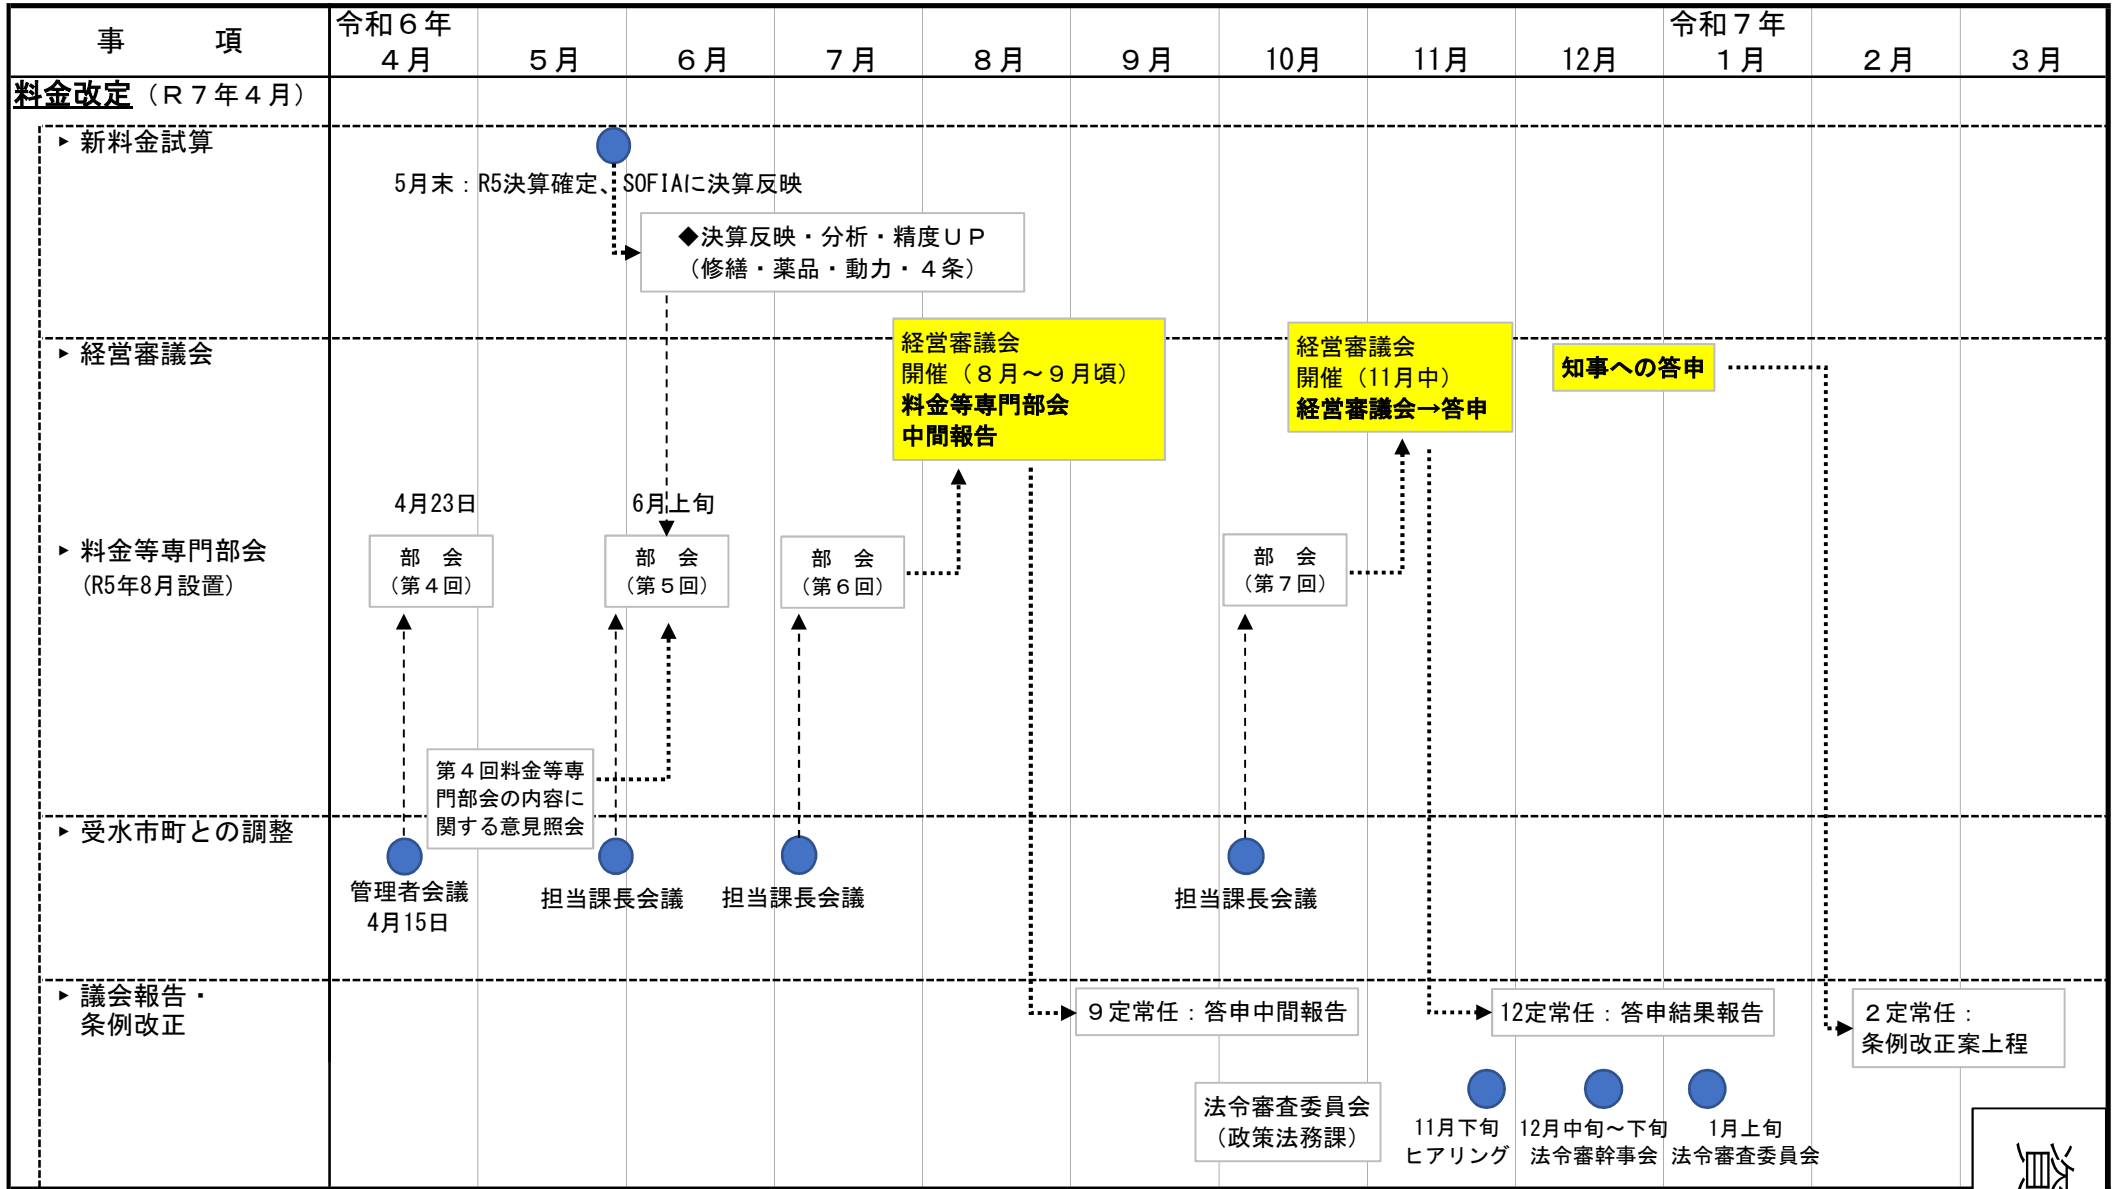 事　項
令和６年
令和７年
４月 ５月 ６月 ７月 ８月 ９月 10月 11月 12月 １月 ２月 ３月
料金改定（Ｒ７年４月）
▸ 新料金試算
5月末：R5決算確定、SOFIAに決算反映
◆決算反映・分析・精度ＵＰ
（修繕・薬品・動力・４条）
▸ 経営審議会
経営審議会
開催（８月～９月頃）
料金等専門部会
中間報告
経営審議会
開催（11月中）
経営審議会→答申
知事への答申
▸ 料金等専門部会
（R5年8月設置）
4月23日
部　会
（第４回）
6月上旬
部　会
（第５回）
部　会
（第６回）
部　会
（第７回）
第４回料金等専
門部会の内容に
関する意見照会
▸ 受水市町との調整
管理者会議
4月15日
担当課長会議
担当課長会議
担当課長会議
▸ 議会報告・
条例改正
９定常任：答申中間報告
12定常任：答申結果報告
２定常任：
条例改正案上程
法令審査委員会
（政策法務課）
11月下旬
ヒアリング
12月中旬～下旬
法令審幹事会
1月上旬
法令審査委員会
資